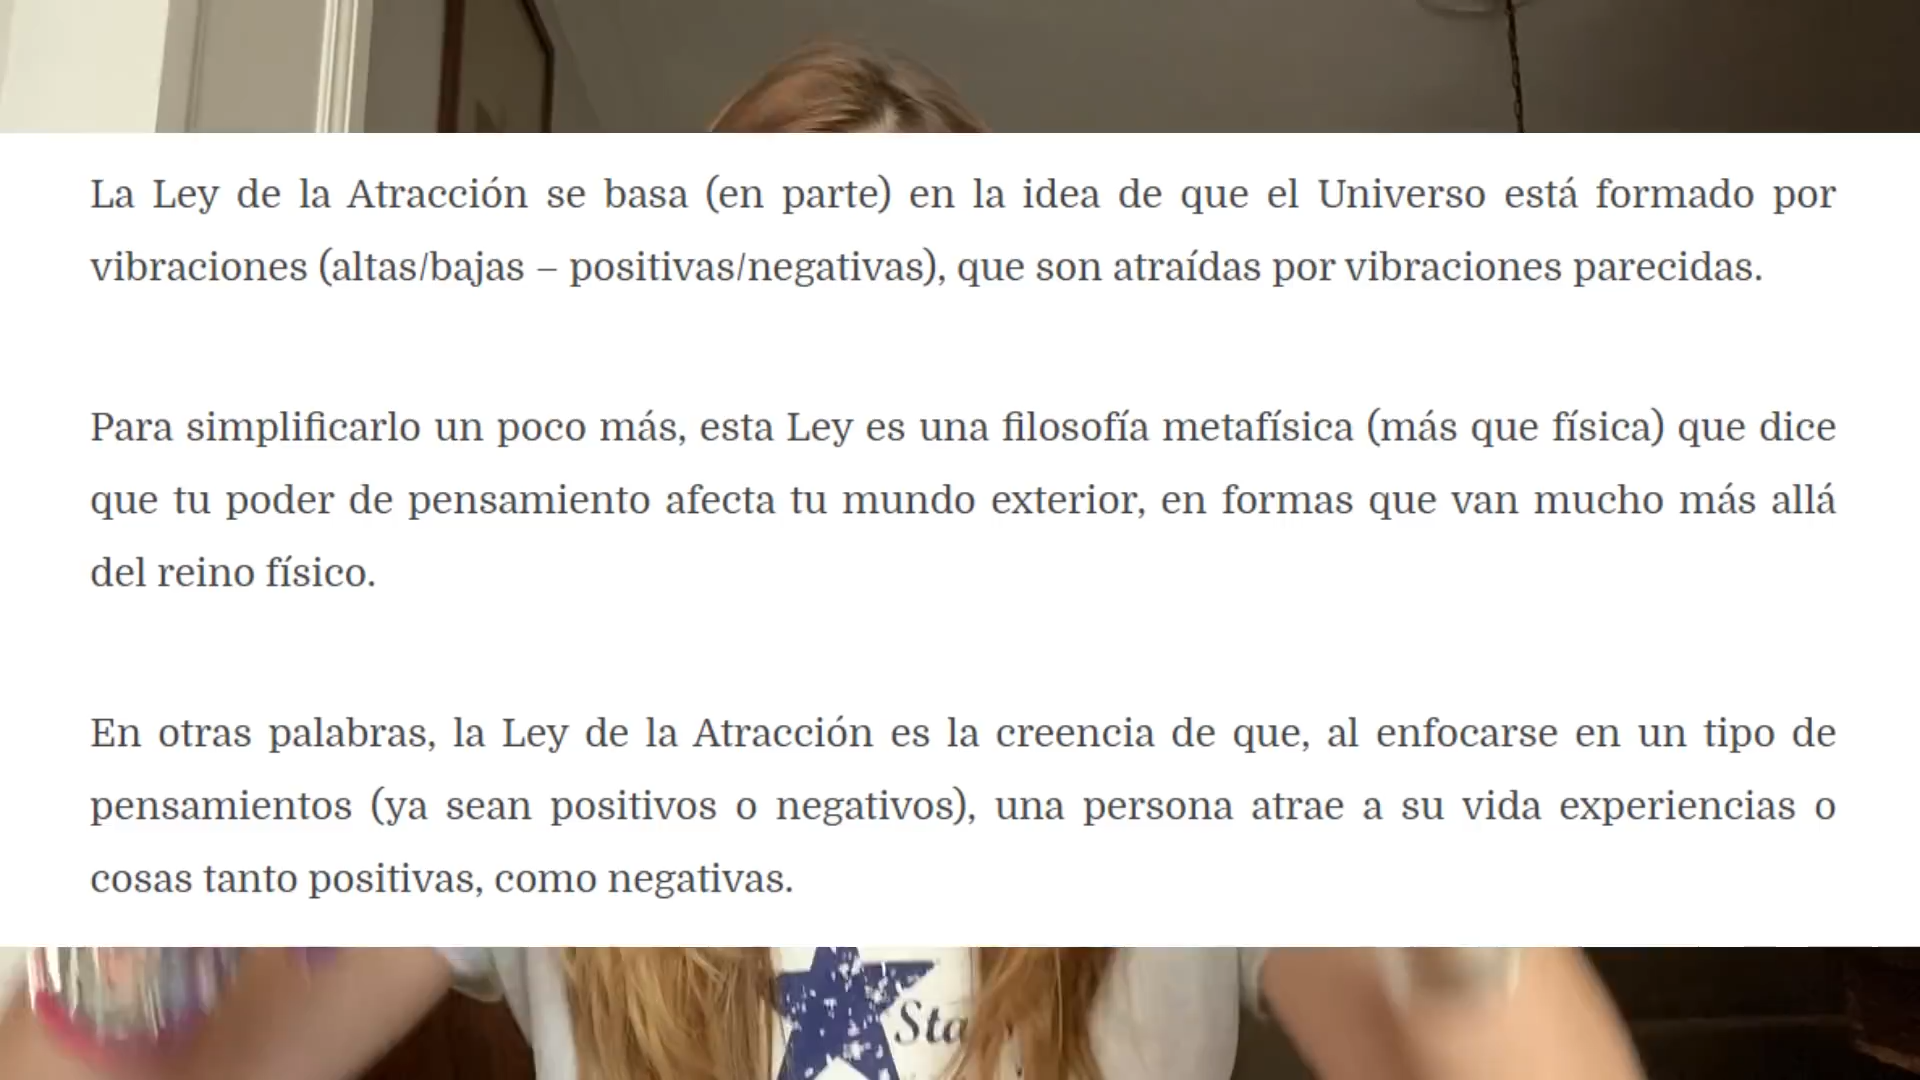 La Ley de la Atracción se basa (en parte) en la idea de que el Universo está formado por
vibraciones (altas/bajas – positivas/negativas), que son atraídas por vibraciones parecidas.
Para simplificarlo un poco más, esta Ley es una filosofía metafísica (más que física) que dice
que tu poder de pensamiento afecta tu mundo exterior, en formas que van mucho más allá
del reino físico.
En otras palabras, la Ley de la Atracción es la creencia de que, al enfocarse en un tipo de
pensamientos (ya sean positivos o negativos), una persona atrae a su vida experiencias o
cosas tanto positivas, como negativas.
Sta